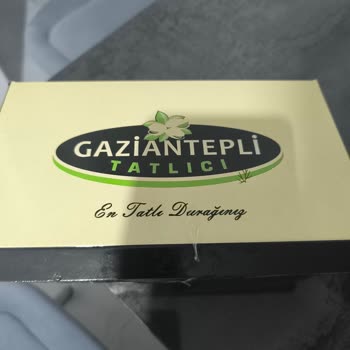 GAZİANTEPLİ
TATLICI
En Tatlı Durağınız